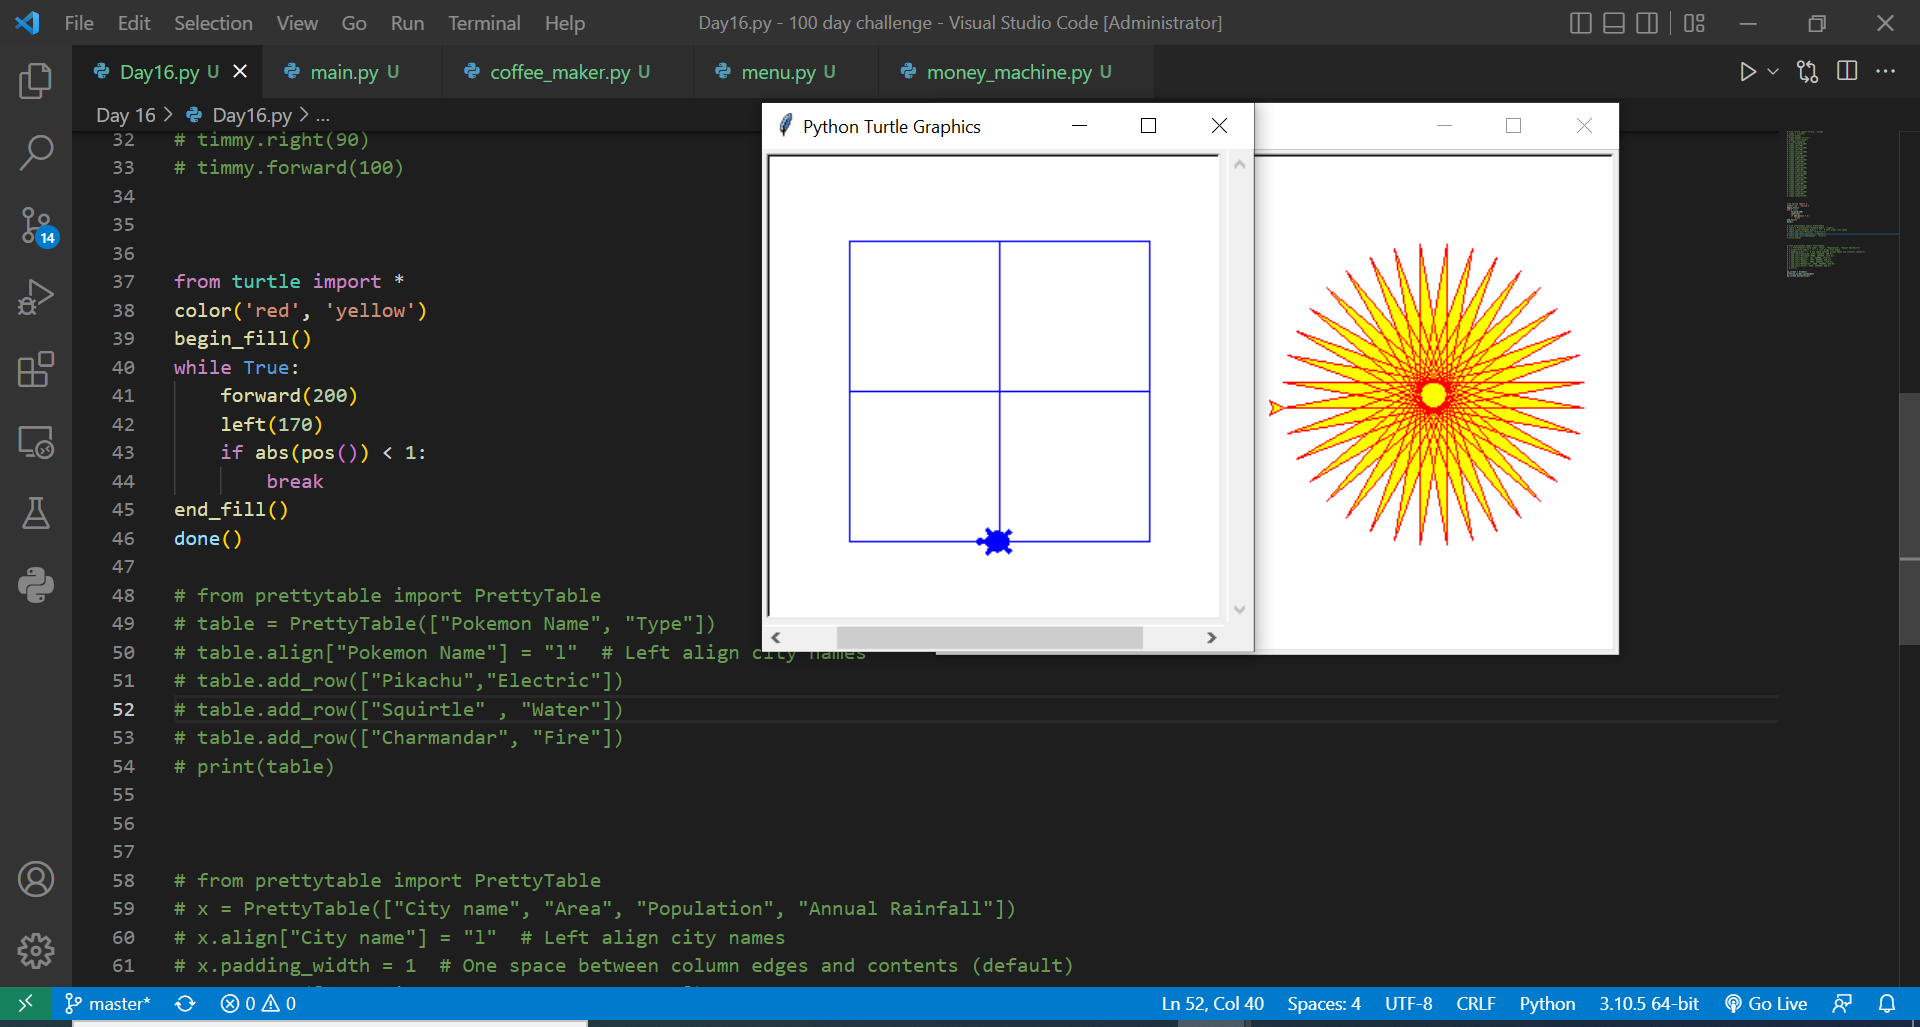 File Edit Selection View Go Run Terminal Help Day16.py - 100 day challenge - Visual Studio Code [Administrator]
Day16.py U main.py U coffee_maker.py U menu.py U money_machine.py U
Day 16 > Day16.py > ...
Python Turtle Graphics
32 # timmy.right(90)
33 # timmy.forward(100)
34
35
36
37 from turtle import *
38 color('red', 'yellow')
39 begin_fill()
40 while True:
41 forward(200)
42 left(170)
43 if abs(pos()) < 1:
44 break
45 end_fill()
46 done()
47
48 # from prettytable import PrettyTable
49 # table = PrettyTable(["Pokemon Name", "Type"])
50 # table.align["Pokemon Name"] = "l" # Left align city names
51 # table.add_row(["Pikachu","Electric"])
52 # table.add_row(["Squirtle" , "Water"])
53 # table.add_row(["Charmandar", "Fire"])
54 # print(table)
55
56
57
58 # from prettytable import PrettyTable
59 # x = PrettyTable(["City name", "Area", "Population", "Annual Rainfall"])
60 # x.align["City name"] = "l" # Left align city names
61 # x.padding_width = 1 # One space between column edges and contents (default)
14
master* 0 0 Ln 52, Col 40 Spaces: 4 UTF-8 CRLF Python 3.10.5 64-bit Go Live